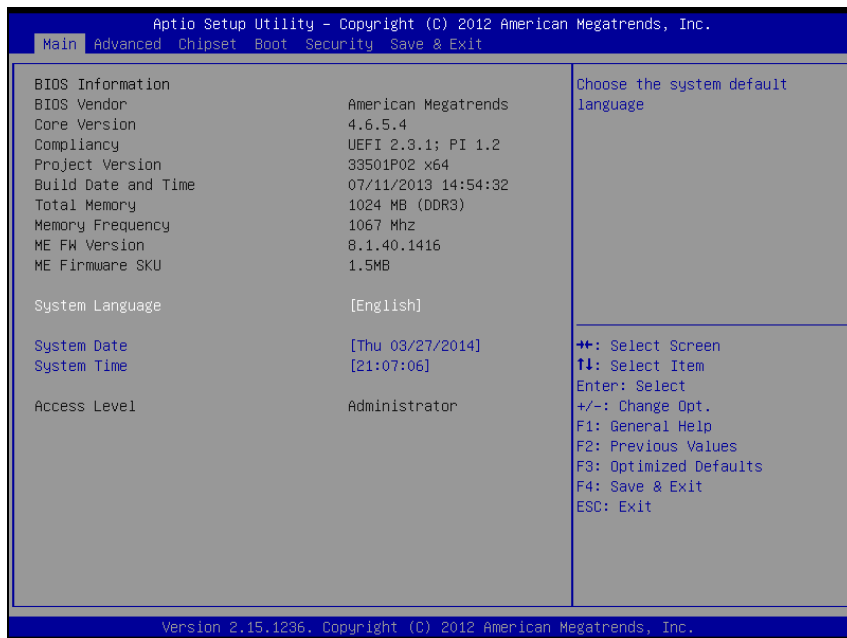 Aptio Setup Utility – Copyright (C) 2012 American Megatrends, Inc.
Main Advanced Chipset Boot Security Save & Exit
BIOS Information
BIOS Vendor American Megatrends
Core Version 4.6.5.4
Compliancy UEFI 2.3.1; PI 1.2
Project Version 33501P02 x64
Build Date and Time 07/11/2013 14:54:32
Total Memory 1024 MB (DDR3)
Memory Frequency 1067 Mhz
ME FW Version 8.1.40.1416
ME Firmware SKU 1.5MB
System Language [English]
System Date [Thu 03/27/2014]
System Time [21:07:06]
Access Level Administrator
Choose the system default
language
→←: Select Screen
↑↓: Select Item
Enter: Select
+/-: Change Opt.
F1: General Help
F2: Previous Values
F3: Optimized Defaults
F4: Save & Exit
ESC: Exit
Version 2.15.1236. Copyright (C) 2012 American Megatrends, Inc.